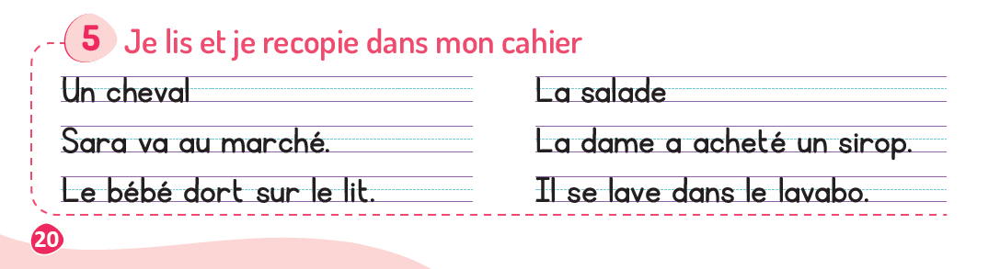 5 Je lis et je recopie dans mon cahier
Un cheval
Sara va au marché.
Le bébé dort sur le lit.
La salade
La dame a acheté un sirop.
Il se lave dans le lavabo.
20